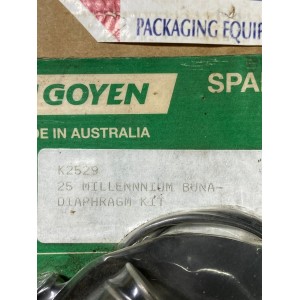 PACKAGING EQUIP
GOYEN
SPA
DE IN AUSTRALIA
K2529
25 MILLENNNIUM BUNA-
DIAPHRAGM KIT